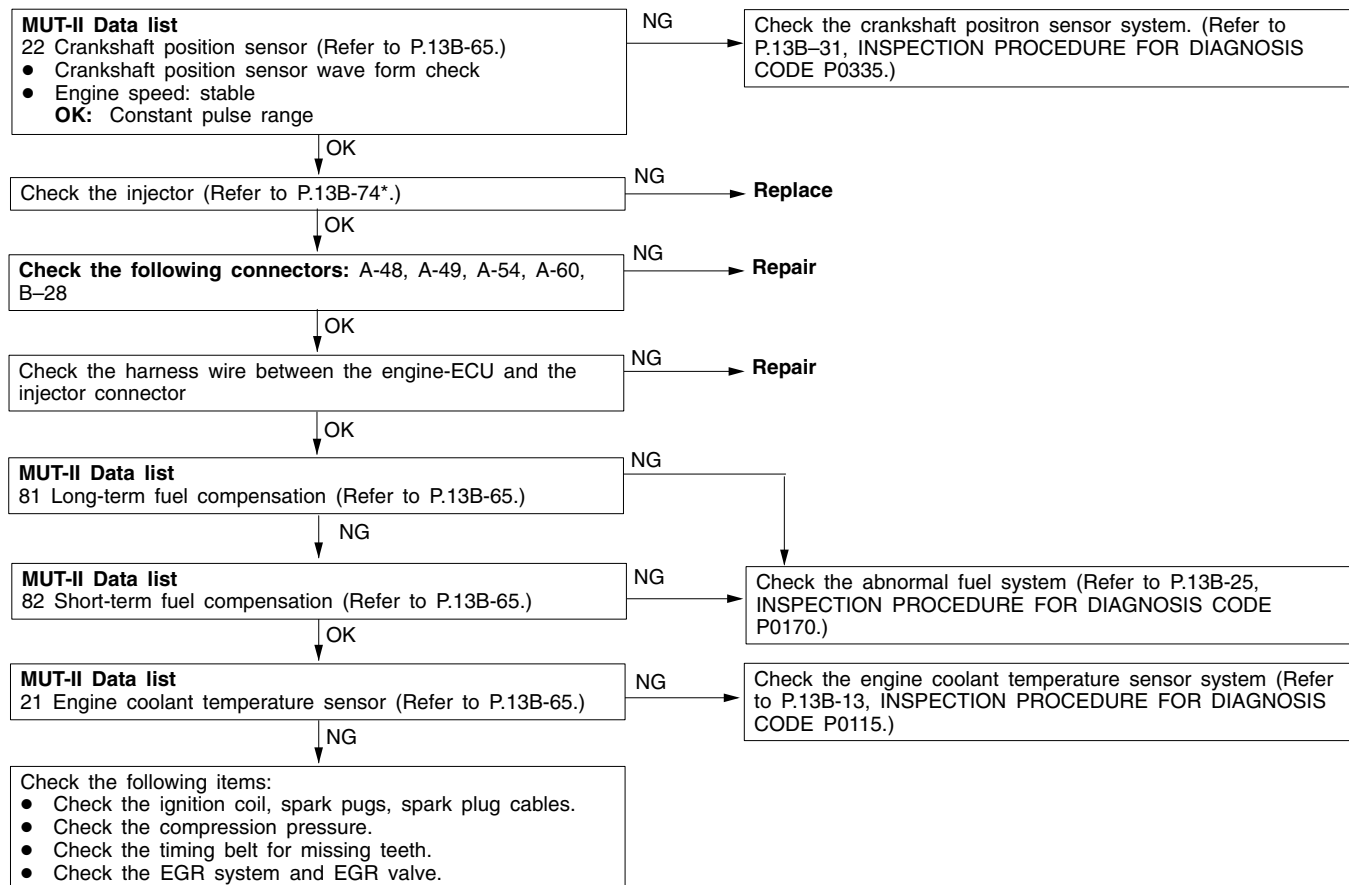 MUT-II Data list
22 Crankshaft position sensor (Refer to P.13B-65.)
● Crankshaft position sensor wave form check
● Engine speed: stable
OK: Constant pulse range
NG
Check the crankshaft positron sensor system. (Refer to
P.13B–31, INSPECTION PROCEDURE FOR DIAGNOSIS
CODE P0335.)
OK
Check the injector (Refer to P.13B-74*.)
NG
Replace
OK
Check the following connectors: A-48, A-49, A-54, A-60,
B–28
NG
Repair
OK
Check the harness wire between the engine-ECU and the
injector connector
NG
Repair
OK
MUT-II Data list
81 Long-term fuel compensation (Refer to P.13B-65.)
NG
NG
MUT-II Data list
82 Short-term fuel compensation (Refer to P.13B-65.)
NG
Check the abnormal fuel system (Refer to P.13B-25,
INSPECTION PROCEDURE FOR DIAGNOSIS CODE
P0170.)
OK
MUT-II Data list
21 Engine coolant temperature sensor (Refer to P.13B-65.)
NG
Check the engine coolant temperature sensor system (Refer
to P.13B-13, INSPECTION PROCEDURE FOR DIAGNOSIS
CODE P0115.)
NG
Check the following items:
● Check the ignition coil, spark pugs, spark plug cables.
● Check the compression pressure.
● Check the timing belt for missing teeth.
● Check the EGR system and EGR valve.